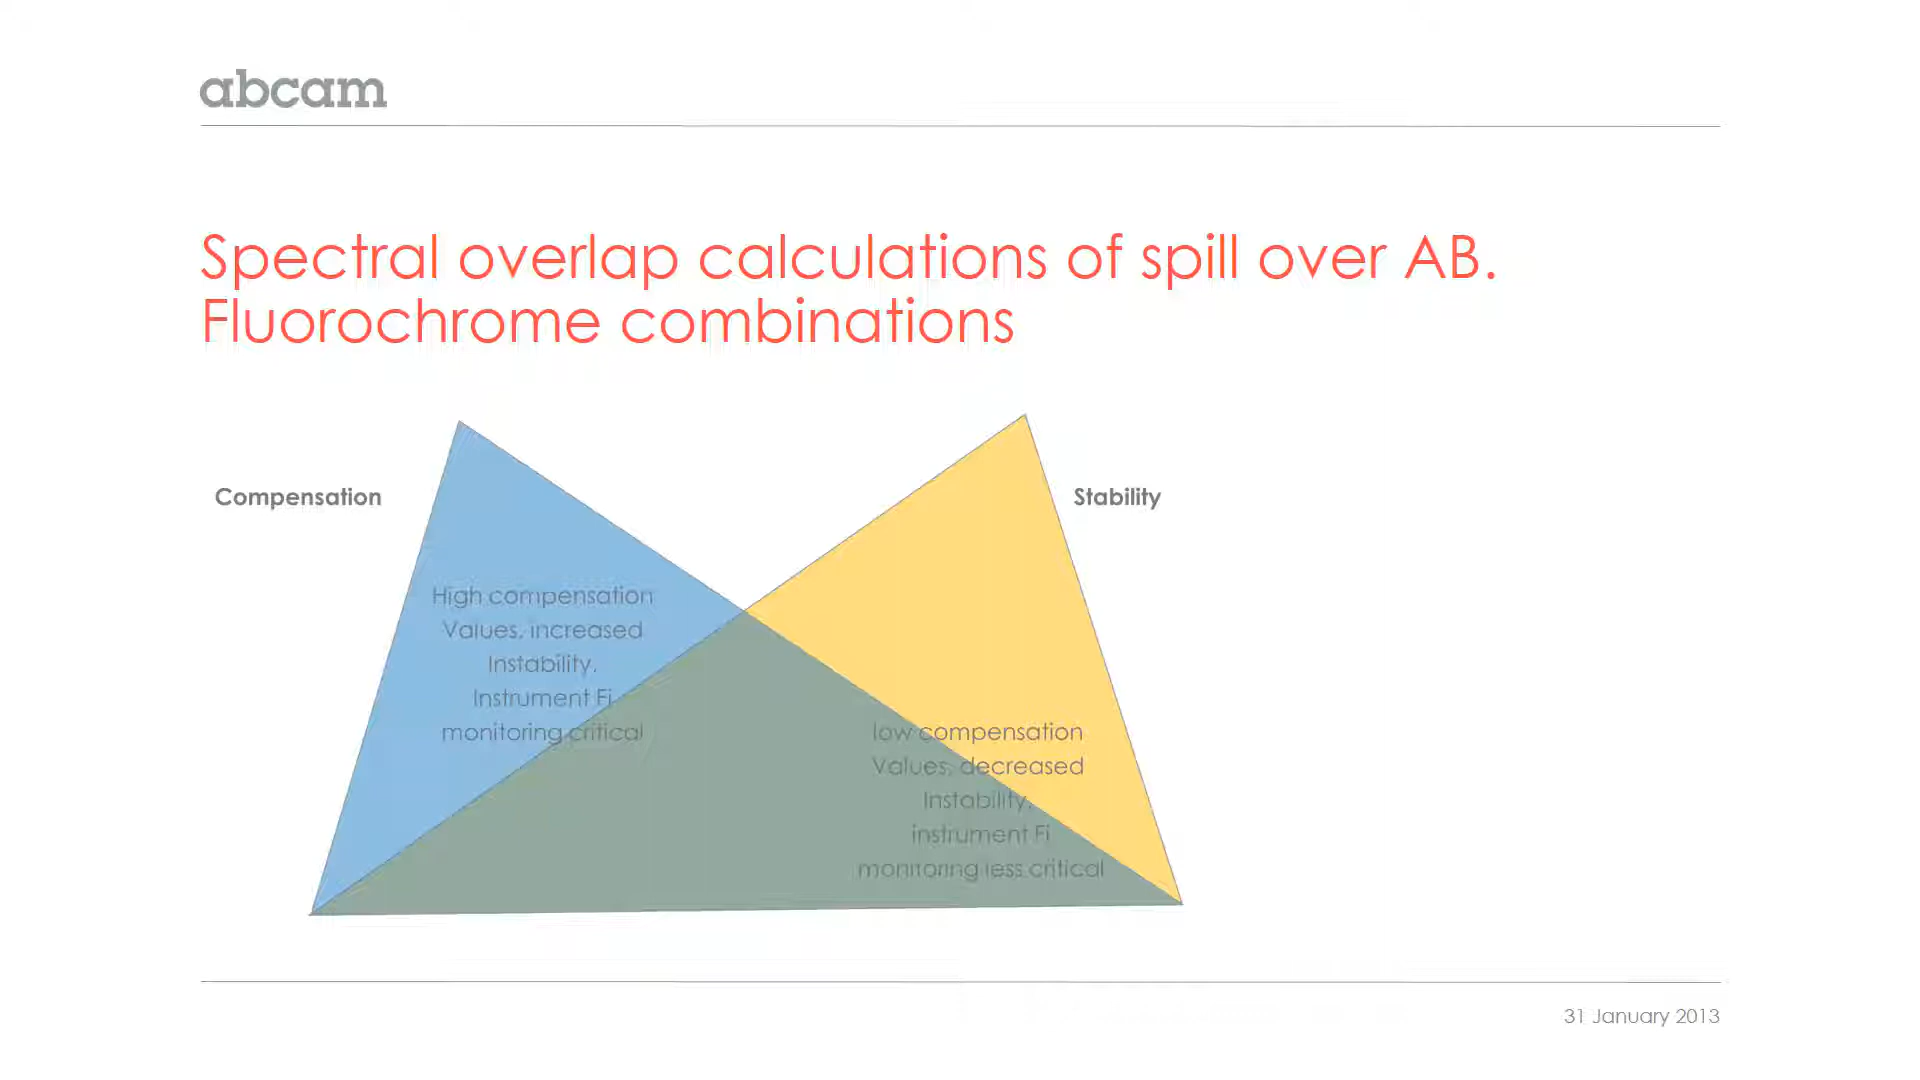 abcam
Spectral overlap calculations of spill over AB.
Fluorochrome combinations
Compensation
Stability
High compensation
Values, increased
Instability.
Instrument Fi
monitoring critical
low compensation
Values, decreased
Instability,
instrument Fi
monitoring less critical
31 January 2013